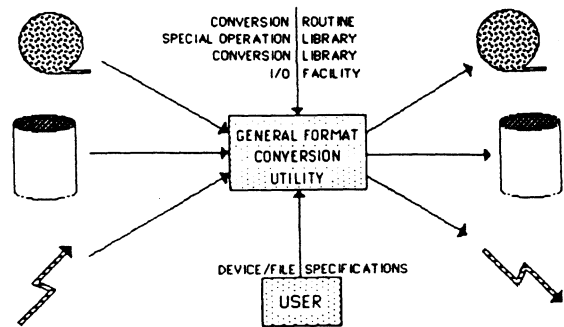 CONVERSION ROUTINE
SPECIAL OPERATION LIBRARY
CONVERSION LIBRARY
I/O FACILITY
GENERAL FORMAT
CONVERSION
UTILITY
DEVICE/FILE SPECIFICATIONS
USER